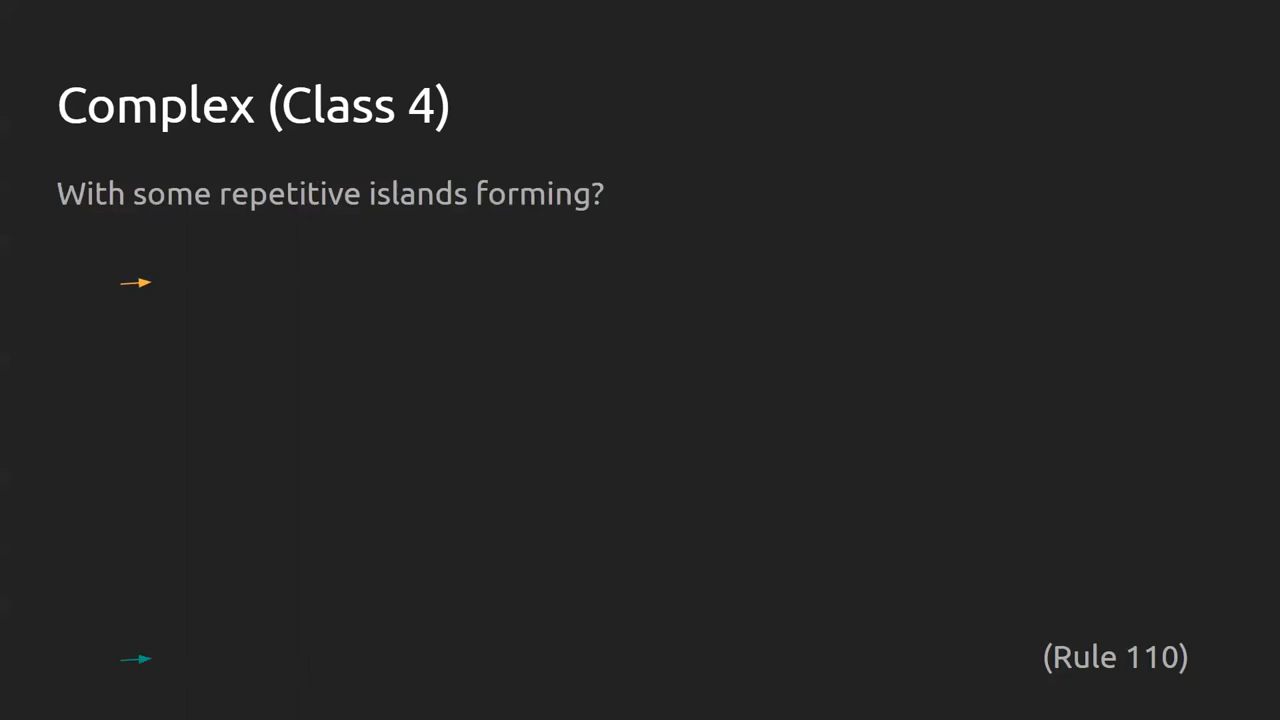 Complex (Class 4)
With some repetitive islands forming?
(Rule 110)